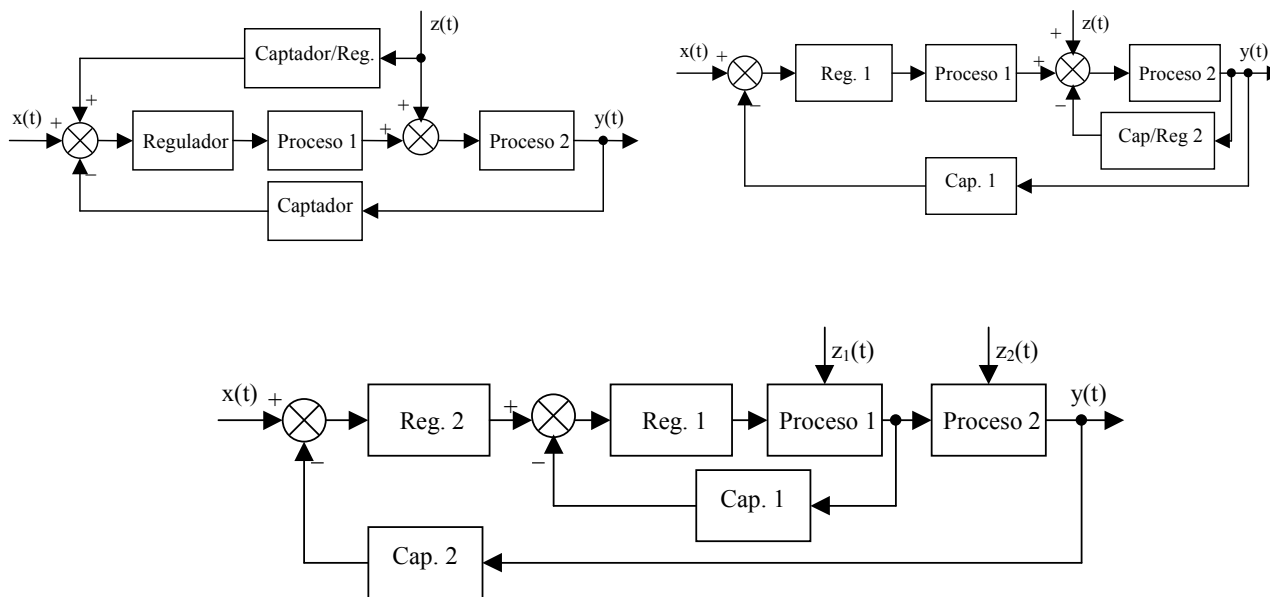 z(t)
Captador/Reg.
+
+
x(t)
+
Regulador
Proceso 1
+
Proceso 2
y(t)
−
Captador
z(t)
x(t)
+
Reg. 1
Proceso 1
+
+
Proceso 2
y(t)
−
−
Cap/Reg 2
Cap. 1
z₁(t)
z₂(t)
x(t)
+
Reg. 2
+
Reg. 1
Proceso 1
Proceso 2
y(t)
−
−
Cap. 1
Cap. 2